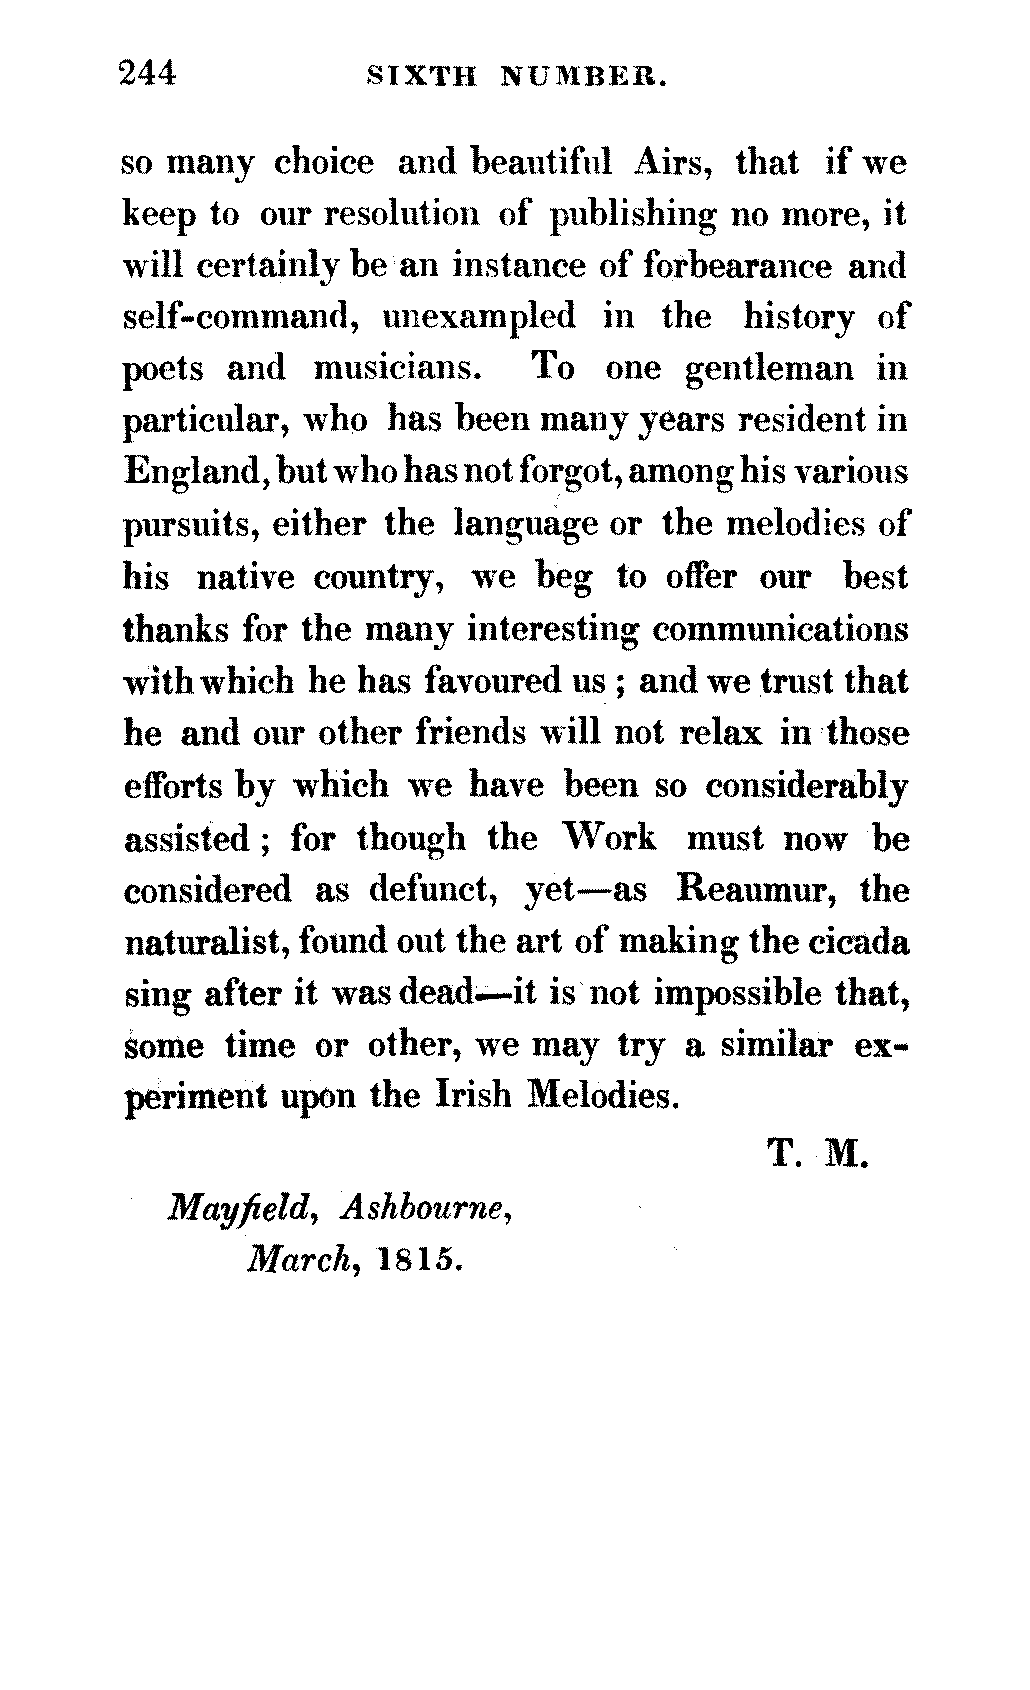 244 SIXTH NUMBER.
so many choice and beautiful Airs, that if we
keep to our resolution of publishing no more, it
will certainly be an instance of forbearance and
self-command, unexampled in the history of
poets and musicians. To one gentleman in
particular, who has been many years resident in
England, but who has not forgot, among his various
pursuits, either the language or the melodies of
his native country, we beg to offer our best
thanks for the many interesting communications
with which he has favoured us ; and we trust that
he and our other friends will not relax in those
efforts by which we have been so considerably
assisted ; for though the Work must now be
considered as defunct, yet—as Reaumur, the
naturalist, found out the art of making the cicada
sing after it was dead—it is not impossible that,
some time or other, we may try a similar ex-
periment upon the Irish Melodies.
T. M.
Mayfield, Ashbourne,
March, 1815.